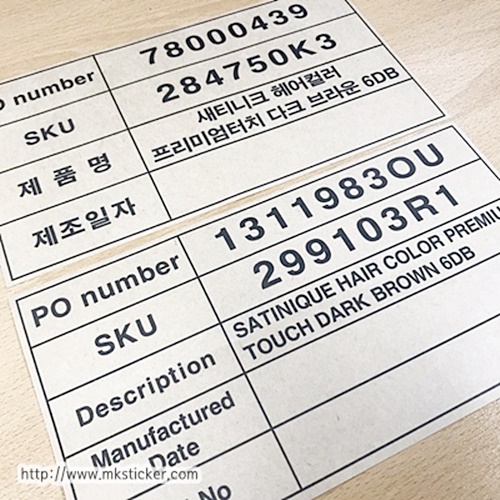 O number 78000439
SKU 284750K3
제 품 명 새티니크 헤어컬러
프리미엄터치 다크 브라운 6DB
제조일자
PO number 1311983OU
SKU 299103R1
Description SATINIQUE HAIR COLOR PREMIU
TOUCH DARK BROWN 6DB
Manufactured
Date
No
http://www.mksticker.com